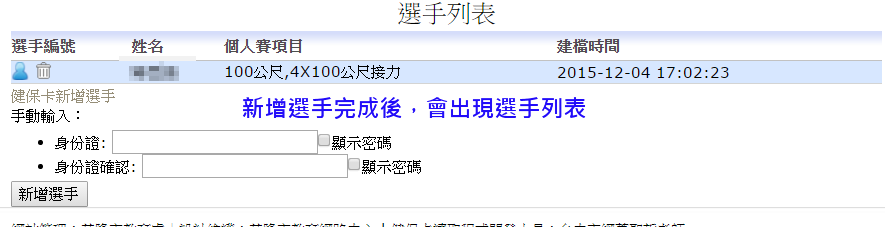 選手列表
選手編號 姓名 個人賽項目 建檔時間
100公尺,4X100公尺接力 2015-12-04 17:02:23
健保卡新增選手
新增選手完成後，會出現選手列表
手動輸入：
身份證: 顯示密碼
身份證確認: 顯示密碼
新增選手